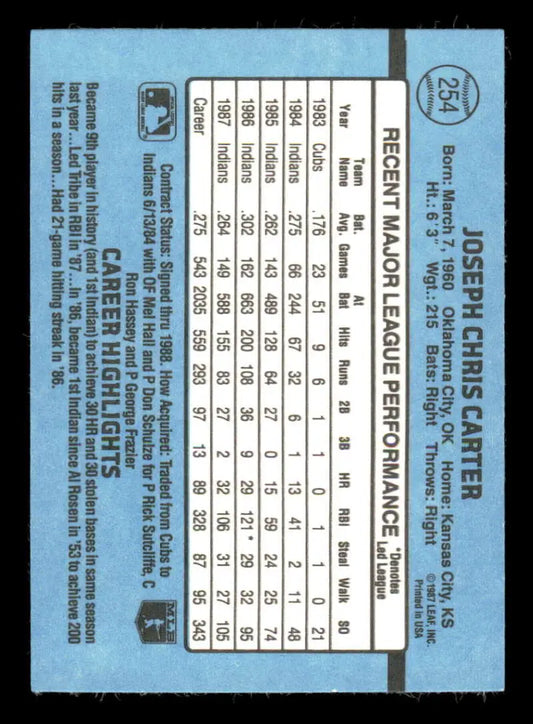 254
JOSEPH CHRIS CARTER
Born: March 7, 1960 Oklahoma City, OK Home: Kansas City, KS
Ht.: 6'3" Wgt.: 215 Bats: Right Throws: Right
©1987 LEAF, INC.
Printed in USA
RECENT MAJOR LEAGUE PERFORMANCE *Denotes Led League
Year Team Name Bat. Avg. Games At Bat Hits Runs 2B 3B HR RBI Steal Walk SO
1983 Cubs .176 23 51 9 6 1 1 0 1 1 0 21
1984 Indians .275 66 244 67 32 6 1 13 41 2 11 48
1985 Indians .262 143 489 128 64 27 0 15 59 24 25 74
1986 Indians .302 162 663 200 108 36 9 29 121* 29 32 95
1987 Indians .264 149 588 155 83 27 2 32 106 31 27 105
Career .275 543 2035 559 293 97 13 89 328 87 95 343
Contract Status: Signed thru 1988. How Acquired: Traded from Cubs to
Indians 6/13/84 with OF Mel Hall and P Don Schulze for P Rick Sutcliffe, C
Ron Hassey and P George Frazier
MLB
CAREER HIGHLIGHTS
Became 9th player in history (and 1st Indian) to achieve 30 HR and 30 stolen bases in same season
last year...Led Tribe in RBI in '87...In '86, became 1st Indian since Al Rosen in '53 to achieve 200
hits in a season...Had 21-game hitting streak in '86.